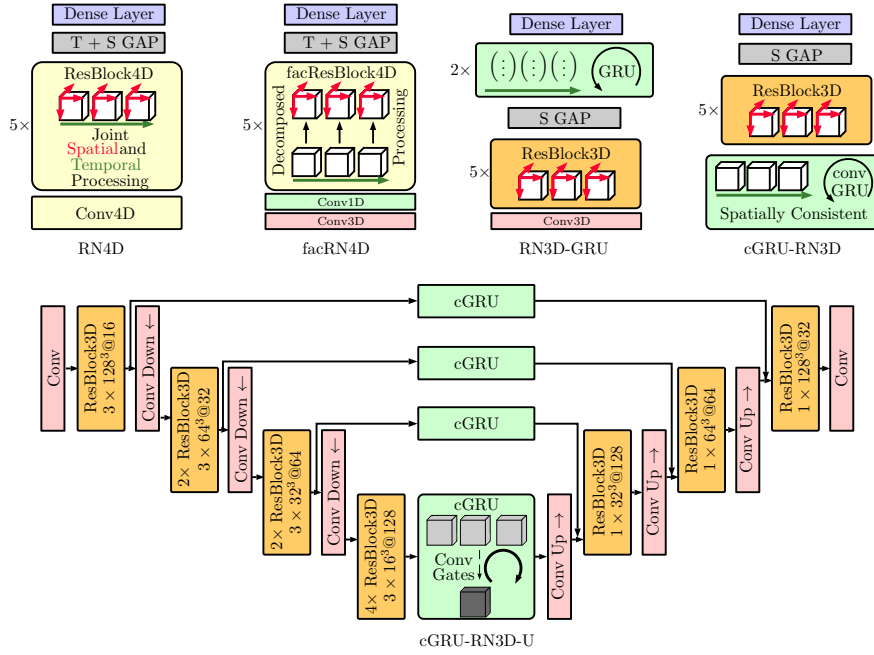 Dense Layer
T + S GAP
ResBlock4D
5×
Joint
Spatial and
Temporal
Processing
Conv4D
RN4D
Dense Layer
T + S GAP
facResBlock4D
5×
Decomposed
Processing
Conv1D
Conv3D
facRN4D
Dense Layer
2×
GRU
S GAP
ResBlock3D
5×
Conv3D
RN3D-GRU
Dense Layer
S GAP
ResBlock3D
5×
conv
GRU
Spatially Consistent
cGRU-RN3D
Conv
ResBlock3D
3 × 128³@16
Conv Down ←
2× ResBlock3D
3 × 64³@32
Conv Down ←
2× ResBlock3D
3 × 32³@64
Conv Down ←
4× ResBlock3D
3 × 16³@128
cGRU
cGRU
cGRU
cGRU
Conv
Gates
Conv Up →
ResBlock3D
1 × 32³@128
Conv Up →
ResBlock3D
1 × 64³@64
Conv Up →
ResBlock3D
1 × 128³@32
Conv
cGRU-RN3D-U